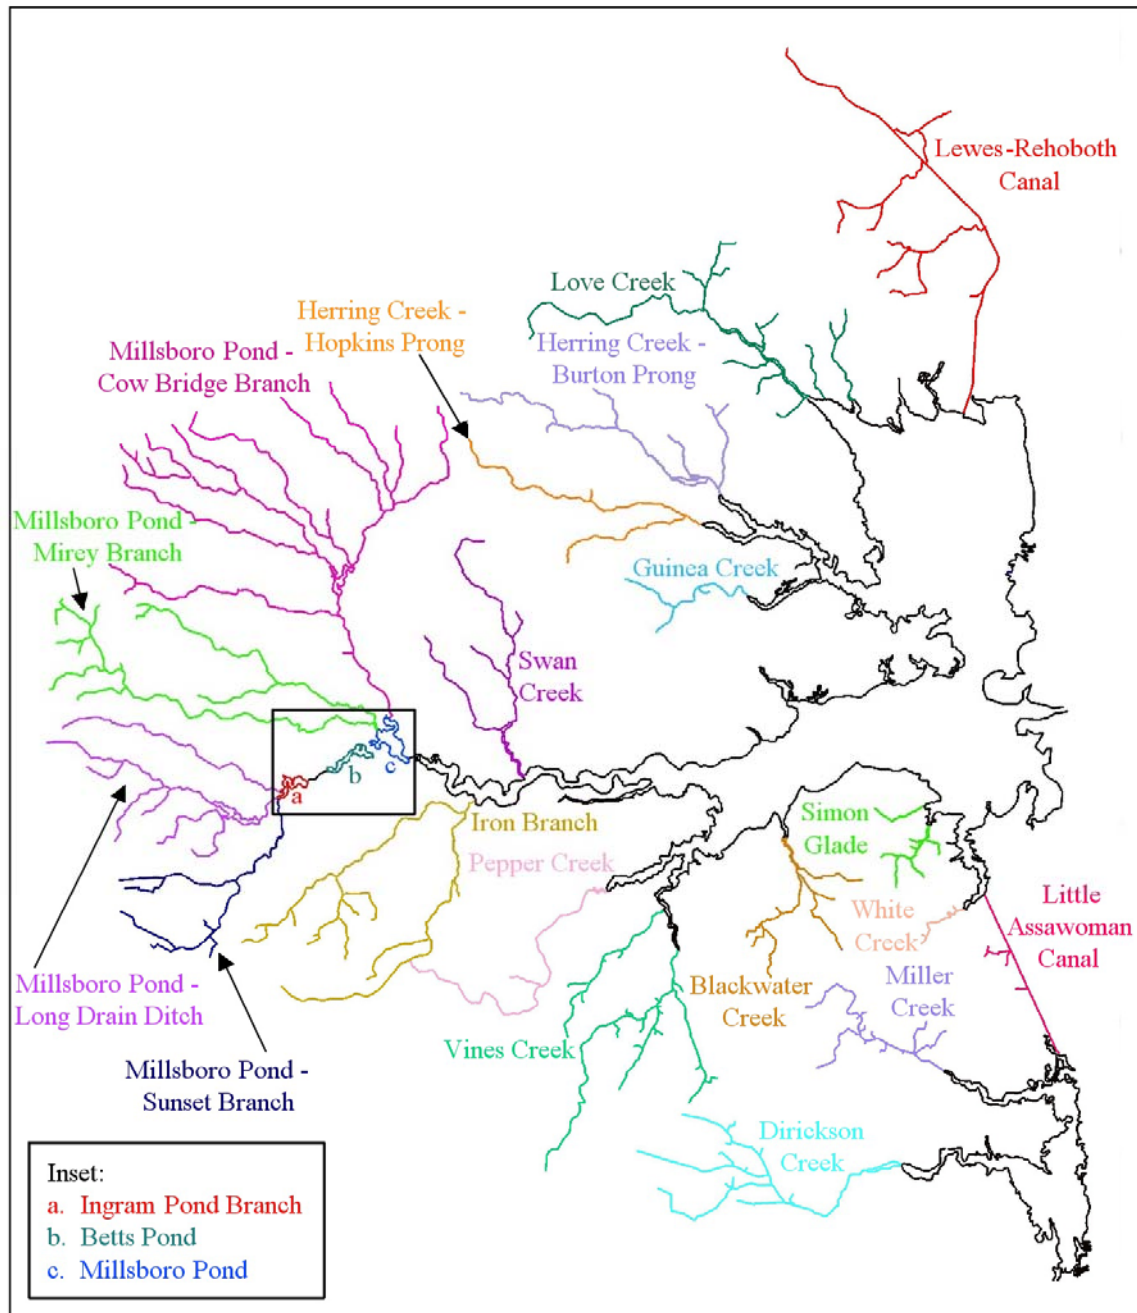 Lewes-Rehoboth
Canal
Love Creek
Herring Creek -
Hopkins Prong
Herring Creek -
Burton Prong
Millsboro Pond -
Cow Bridge Branch
Millsboro Pond -
Mirey Branch
Guinea Creek
Swan
Creek
a
b
c
Iron Branch
Simon
Glade
Pepper Creek
White
Creek
Little
Assawoman
Canal
Millsboro Pond -
Long Drain Ditch
Blackwater
Creek
Miller
Creek
Vines Creek
Millsboro Pond -
Sunset Branch
Dirickson
Creek
Inset:
a. Ingram Pond Branch
b. Betts Pond
c. Millsboro Pond